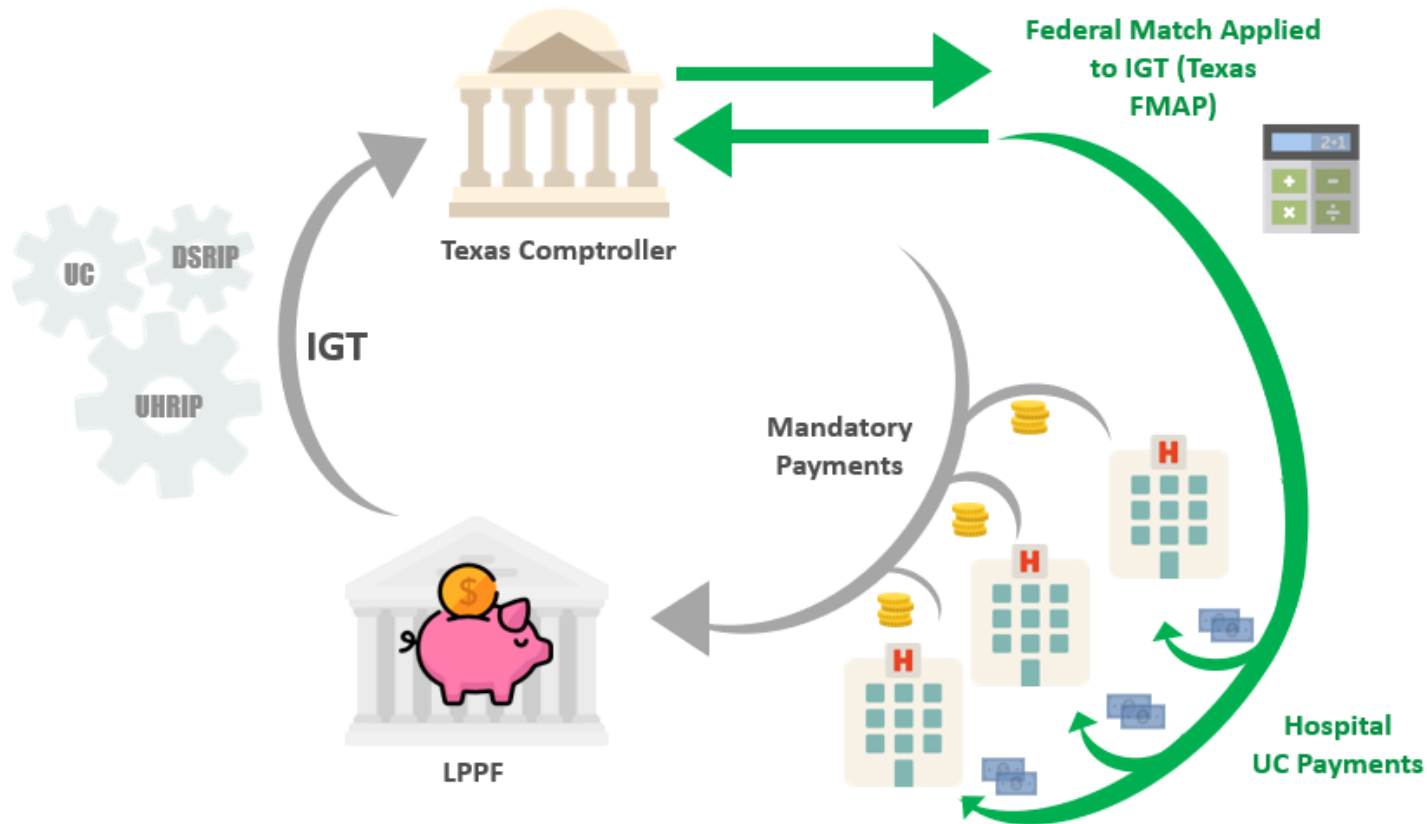 Federal Match Applied
to IGT (Texas
FMAP)
2•1
+ −
× ÷
Texas Comptroller
UC
DSRIP
UHRIP
IGT
Mandatory
Payments
H
H
H
$
LPPF
Hospital
UC Payments